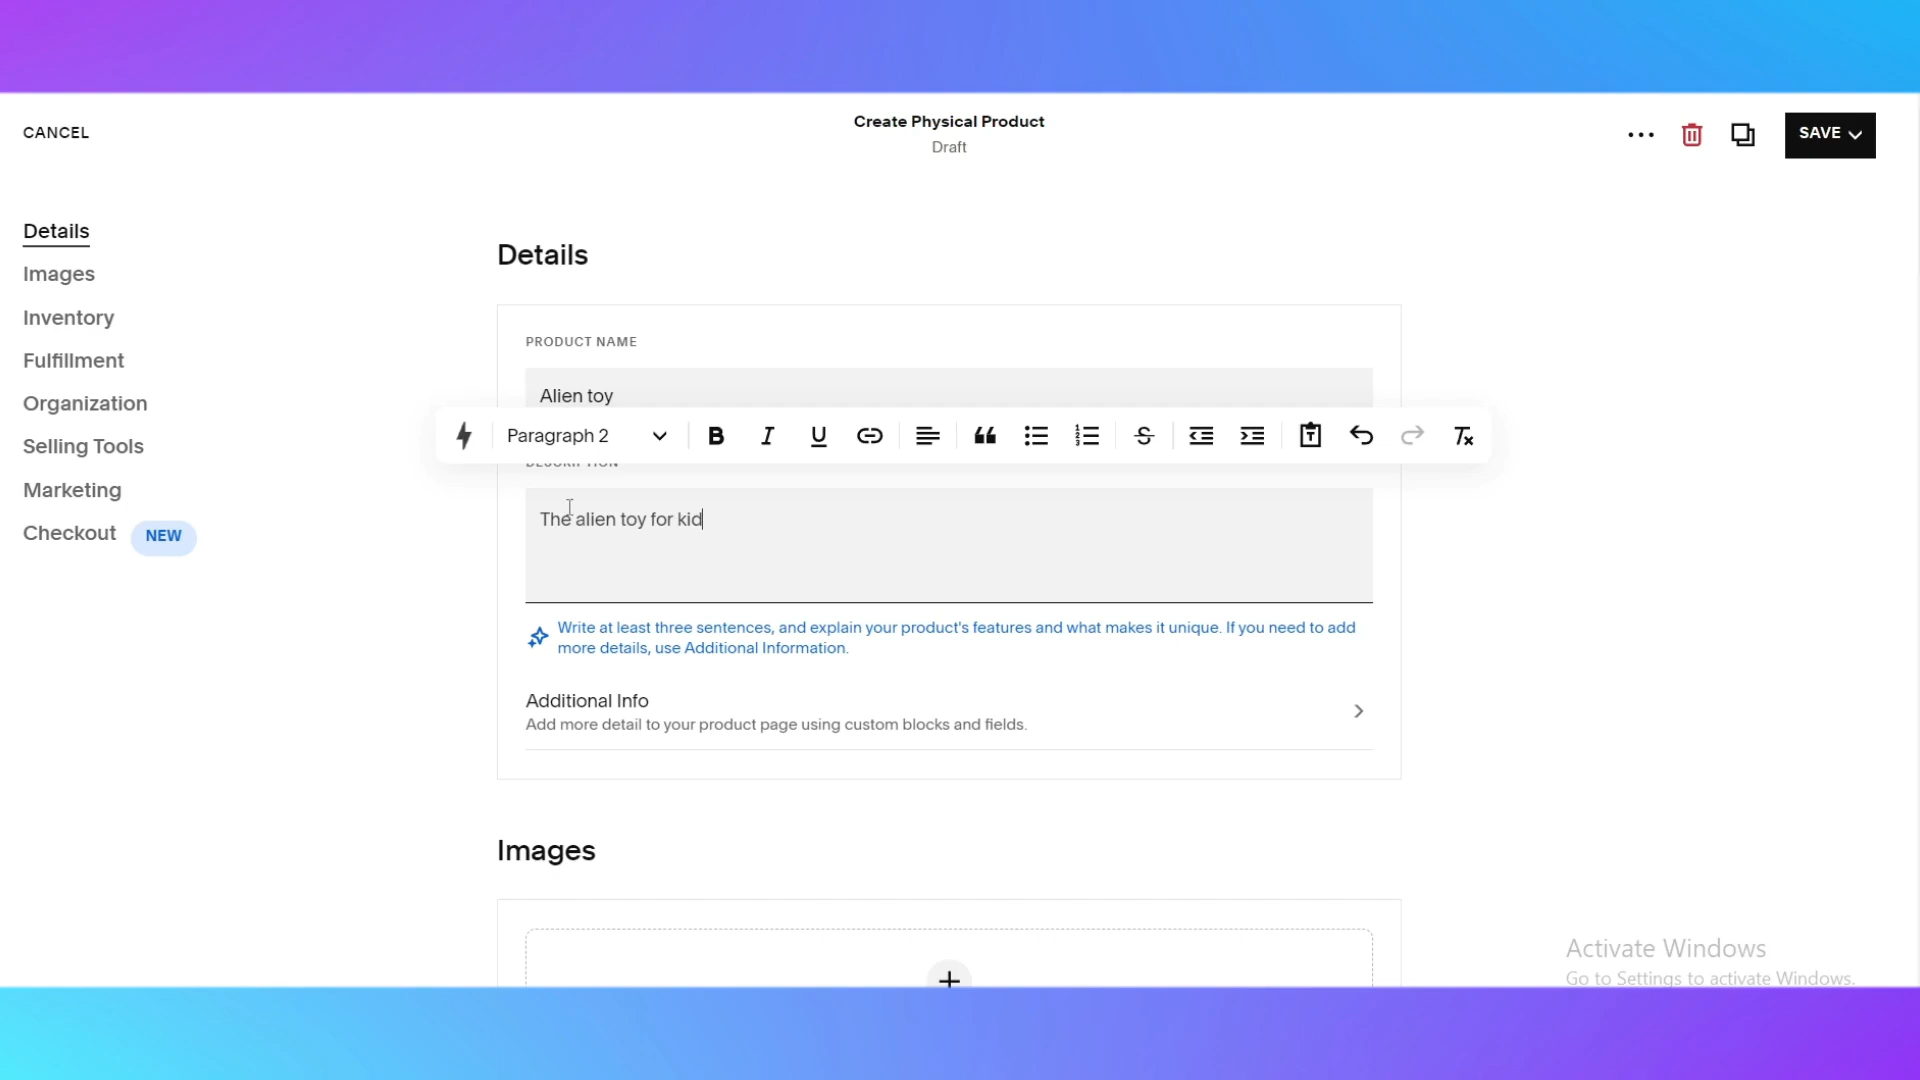 CANCEL
Create Physical Product
Draft
SAVE
Details
Images
Inventory
Fulfillment
Organization
Selling Tools
Marketing
Checkout NEW
Details
PRODUCT NAME
Alien toy
Paragraph 2
DESCRIPTION
The alien toy for kid
Write at least three sentences, and explain your product's features and what makes it unique. If you need to add
more details, use Additional Information.
Additional Info
Add more detail to your product page using custom blocks and fields.
Images
Activate Windows
Go to Settings to activate Windows.